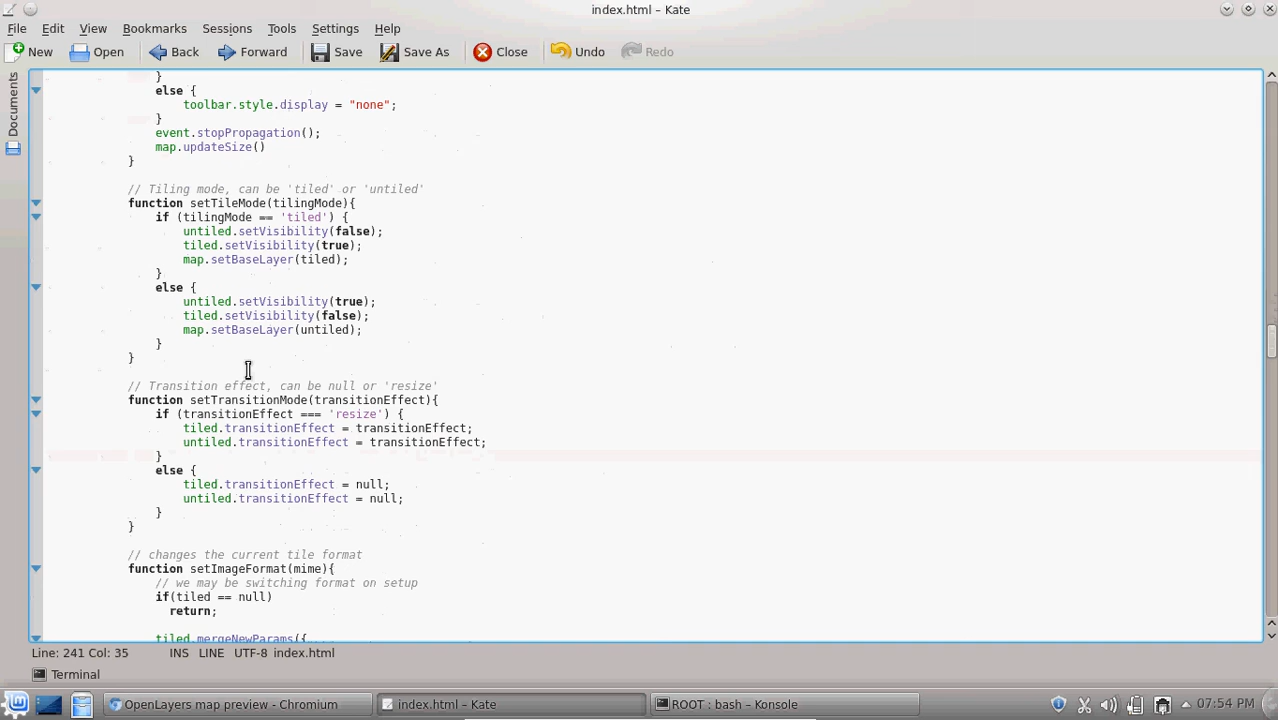 index.html – Kate
File Edit View Bookmarks Sessions Tools Settings Help
New Open Back Forward Save Save As Close Undo Redo
Documents
}
else {
toolbar.style.display = "none";
}
event.stopPropagation();
map.updateSize()
}
// Tiling mode, can be 'tiled' or 'untiled'
function setTileMode(tilingMode){
if (tilingMode == 'tiled') {
untiled.setVisibility(false);
tiled.setVisibility(true);
map.setBaseLayer(tiled);
}
else {
untiled.setVisibility(true);
tiled.setVisibility(false);
map.setBaseLayer(untiled);
}
}
// Transition effect, can be null or 'resize'
function setTransitionMode(transitionEffect){
if (transitionEffect === 'resize') {
tiled.transitionEffect = transitionEffect;
untiled.transitionEffect = transitionEffect;
}
else {
tiled.transitionEffect = null;
untiled.transitionEffect = null;
}
}
// changes the current tile format
function setImageFormat(mime){
// we may be switching format on setup
if(tiled == null)
return;
tiled.mergeNewParams({
Line: 241 Col: 35 INS LINE UTF-8 index.html
Terminal
OpenLayers map preview - Chromium index.html – Kate ROOT : bash – Konsole 07:54 PM